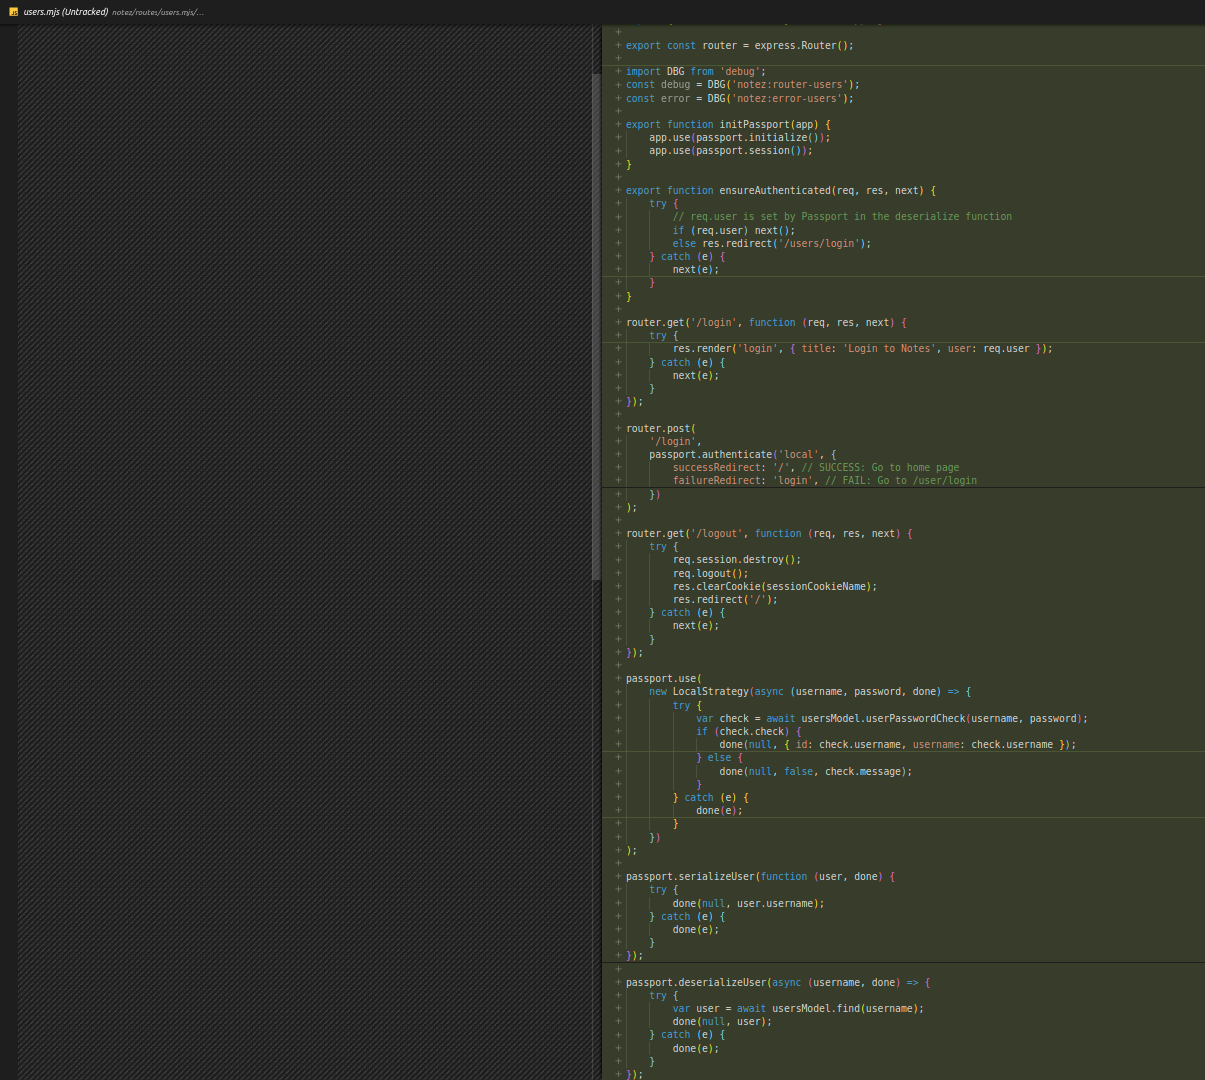 users.mjs (Untracked) notez/routes/users.mjs/...
export const router = express.Router();
import DBG from 'debug';
const debug = DBG('notez:router-users');
const error = DBG('notez:error-users');
export function initPassport(app) {
    app.use(passport.initialize());
    app.use(passport.session());
}
export function ensureAuthenticated(req, res, next) {
    try {
        // req.user is set by Passport in the deserialize function
        if (req.user) next();
        else res.redirect('/users/login');
    } catch (e) {
        next(e);
    }
}
router.get('/login', function (req, res, next) {
    try {
        res.render('login', { title: 'Login to Notes', user: req.user });
    } catch (e) {
        next(e);
    }
});
router.post(
    '/login',
    passport.authenticate('local', {
        successRedirect: '/', // SUCCESS: Go to home page
        failureRedirect: 'login', // FAIL: Go to /user/login
    })
);
router.get('/logout', function (req, res, next) {
    try {
        req.session.destroy();
        req.logout();
        res.clearCookie(sessionCookieName);
        res.redirect('/');
    } catch (e) {
        next(e);
    }
});
passport.use(
    new LocalStrategy(async (username, password, done) => {
        try {
            var check = await usersModel.userPasswordCheck(username, password);
            if (check.check) {
                done(null, { id: check.username, username: check.username });
            } else {
                done(null, false, check.message);
            }
        } catch (e) {
            done(e);
        }
    })
);
passport.serializeUser(function (user, done) {
    try {
        done(null, user.username);
    } catch (e) {
        done(e);
    }
});
passport.deserializeUser(async (username, done) => {
    try {
        var user = await usersModel.find(username);
        done(null, user);
    } catch (e) {
        done(e);
    }
});